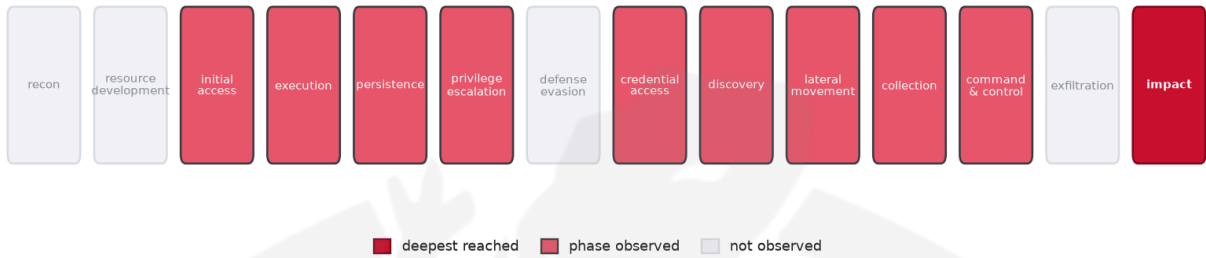 recon
resource
development
initial
access
execution
persistence
privilege
escalation
defense
evasion
credential
access
discovery
lateral
movement
collection
command
& control
exfiltration
impact
deepest reached
phase observed
not observed